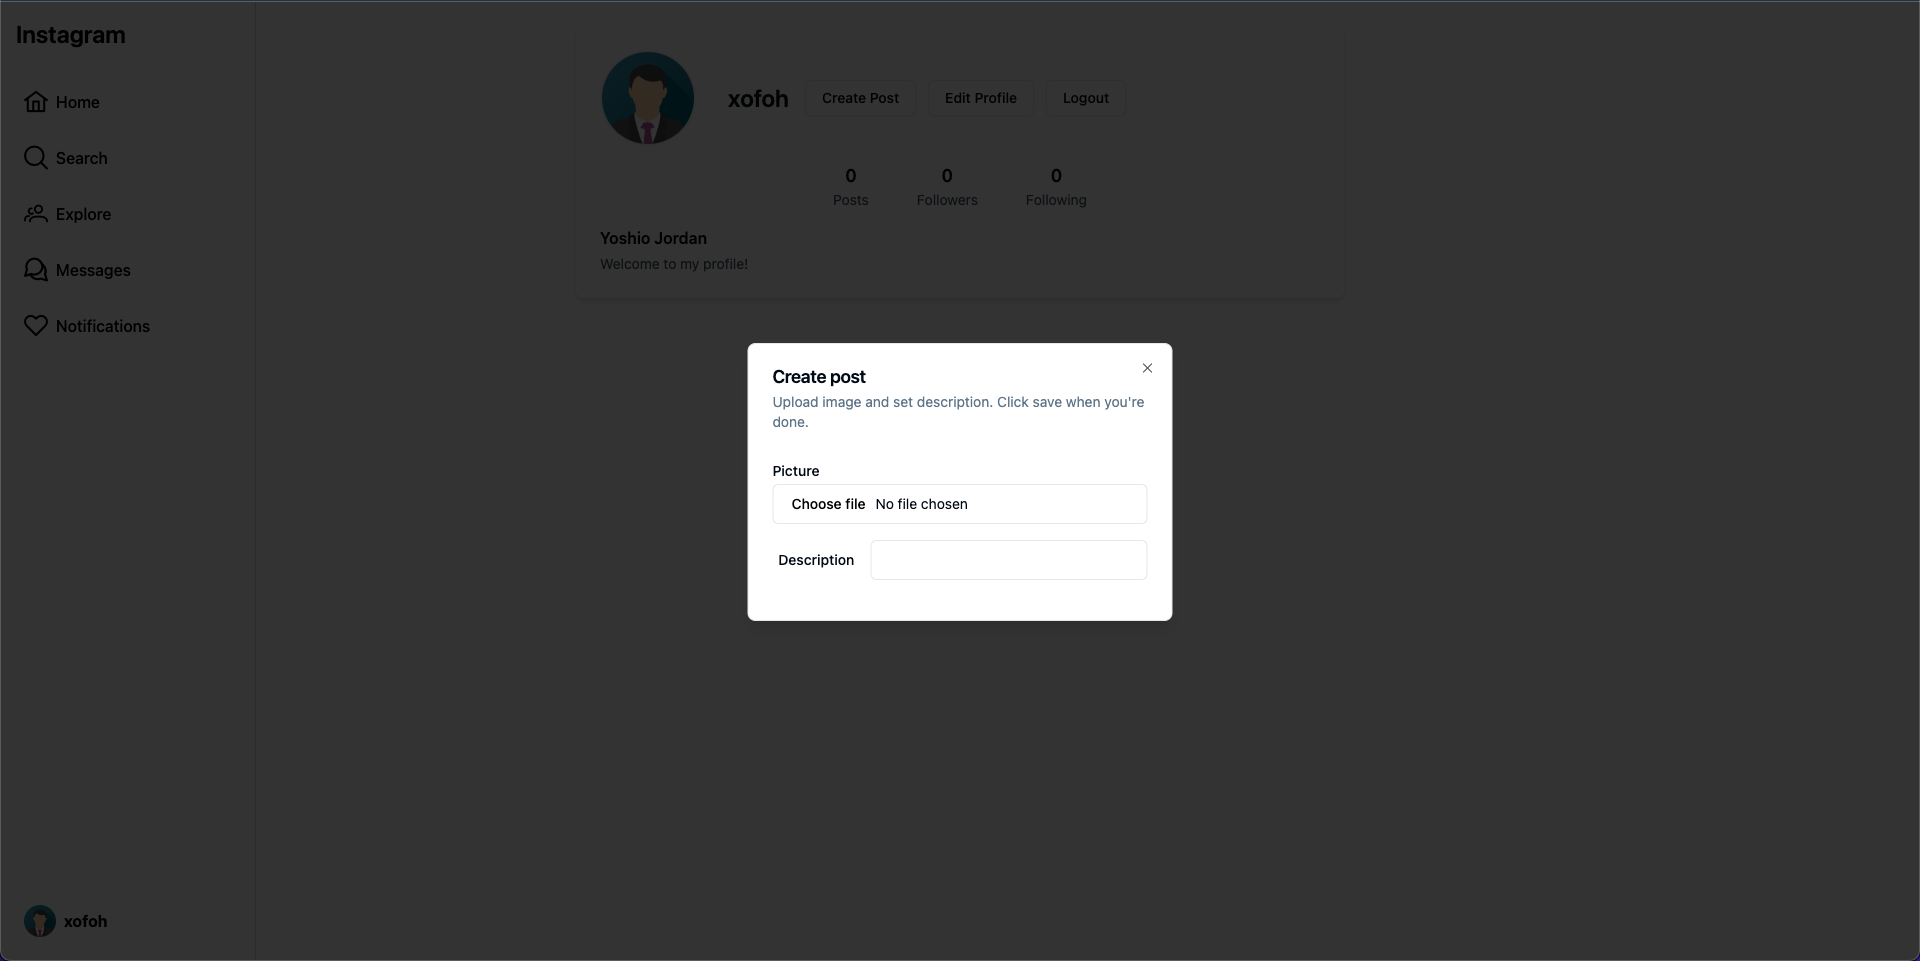 Instagram
Home
Search
Explore
Messages
Notifications
xofoh
xofoh
Create Post
Edit Profile
Logout
0
Posts
0
Followers
0
Following
Yoshio Jordan
Welcome to my profile!
Create post
Upload image and set description. Click save when you're
done.
Picture
Choose file No file chosen
Description